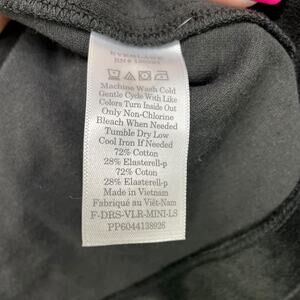 EVERLANE
Machine Wash Cold
Gentle Cycle With Like
Colors Turn Inside Out
Only Non-Chlorine
Bleach When Needed
Tumble Dry Low
Cool Iron If Needed
72% Cotton
28% Elasterell-p
72% Coton
28% Elasterell-p
Made in Vietnam
Fabriqué au Viêt-Nam
F-DRS-VLR-MINI-LS
PP6044138926